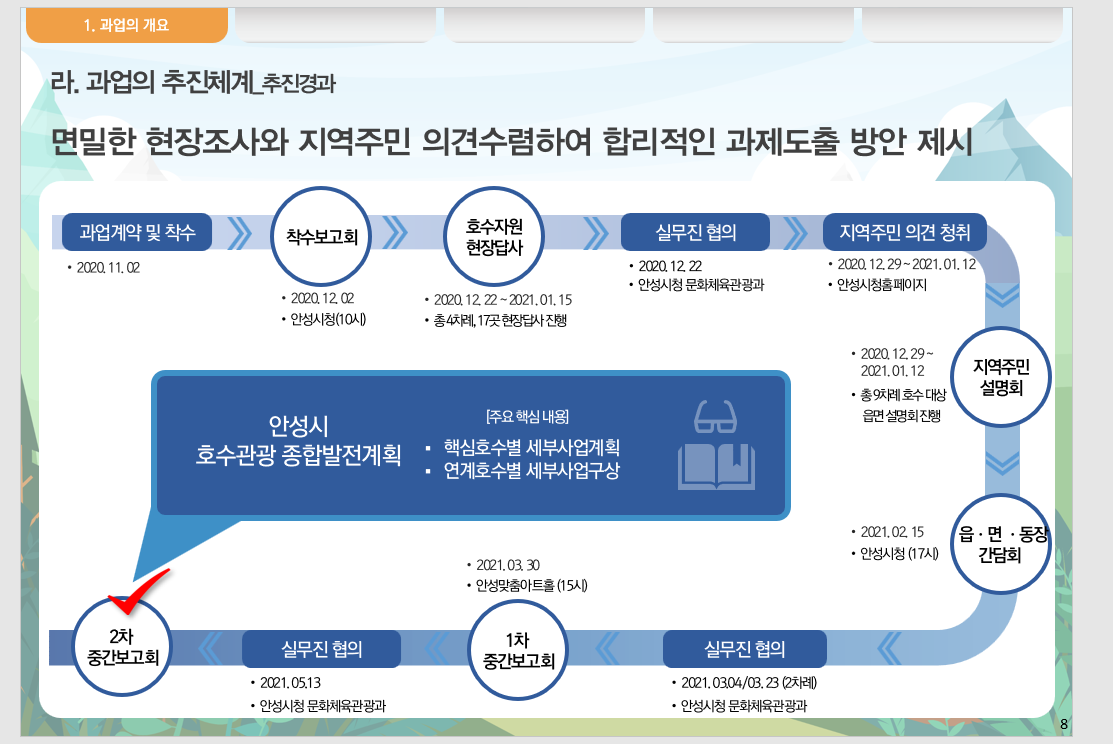 1. 과업의 개요
라. 과업의 추진체계_추진경과
면밀한 현장조사와 지역주민 의견수렴하여 합리적인 과제도출 방안 제시
과업계약 및 착수
• 2020. 11. 02
착수보고회
• 2020. 12. 02
• 안성시청(10시)
호수자원
현장답사
• 2020. 12. 22 ~ 2021. 01. 15
• 총 4차례, 17곳 현장답사 진행
실무진 협의
• 2020. 12. 22
• 안성시청 문화체육관광과
지역주민 의견 청취
• 2020. 12. 29 ~ 2021. 01. 12
• 안성시청홈페이지
지역주민
설명회
• 2020. 12. 29 ~
2021. 01. 12
• 총 9차례 호수 대상
읍면 설명회 진행
안성시
호수관광 종합발전계획
[주요 핵심 내용]
▪ 핵심호수별 세부사업계획
▪ 연계호수별 세부사업구상
읍 · 면 · 동장
간담회
• 2021. 02. 15
• 안성시청 (17시)
실무진 협의
• 2021. 03.04/03. 23 (2차례)
• 안성시청 문화체육관광과
• 2021. 03. 30
• 안성맞춤아트홀 (15시)
1차
중간보고회
실무진 협의
• 2021. 05.13
• 안성시청 문화체육관광과
2차
중간보고회
8